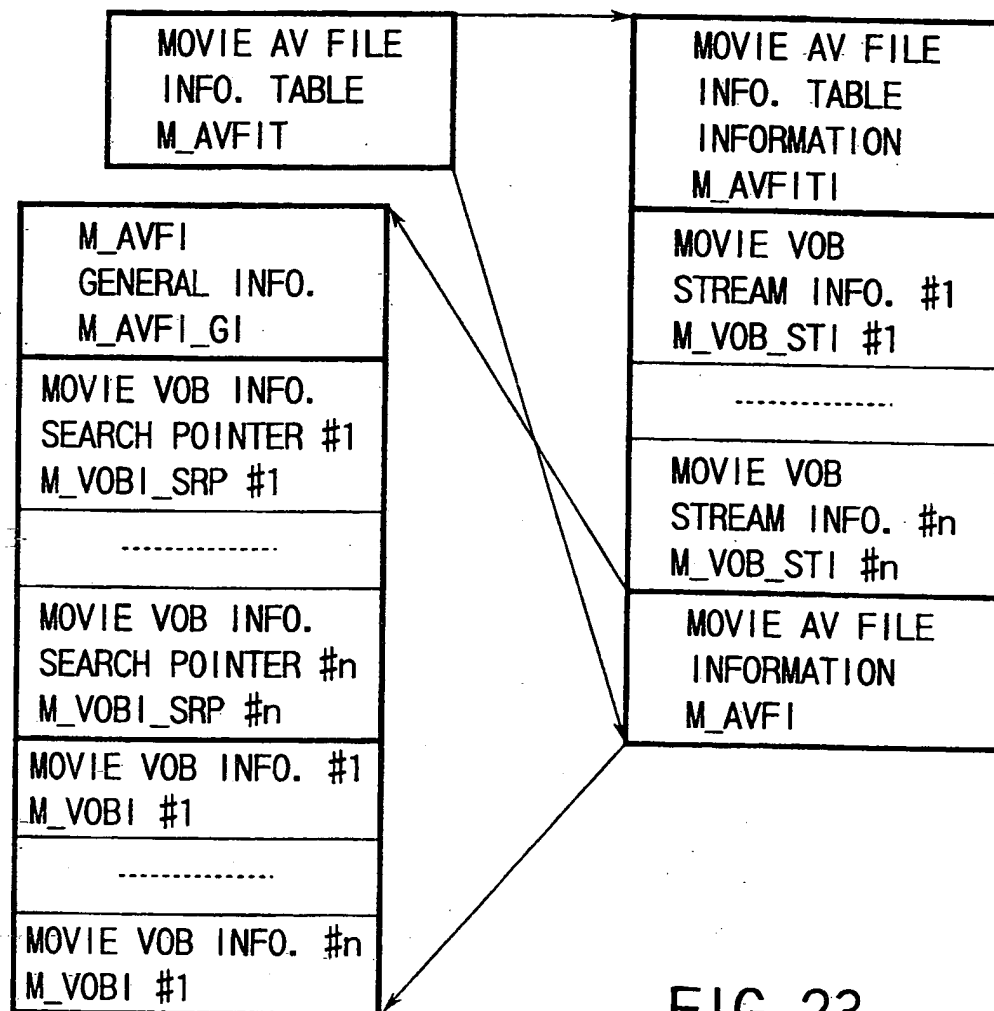 MOVIE AV FILE
INFO. TABLE
M_AVFIT
MOVIE AV FILE
INFO. TABLE
INFORMATION
M_AVFITI
MOVIE VOB
STREAM INFO. #1
M_VOB_STI #1
MOVIE VOB
STREAM INFO. #n
M_VOB_STI #n
MOVIE AV FILE
INFORMATION
M_AVFI
M_AVFI
GENERAL INFO.
M_AVFI_GI
MOVIE VOB INFO.
SEARCH POINTER #1
M_VOBI_SRP #1
MOVIE VOB INFO.
SEARCH POINTER #n
M_VOBI_SRP #n
MOVIE VOB INFO. #1
M_VOBI #1
MOVIE VOB INFO. #n
M_VOBI #1
FIG. 23